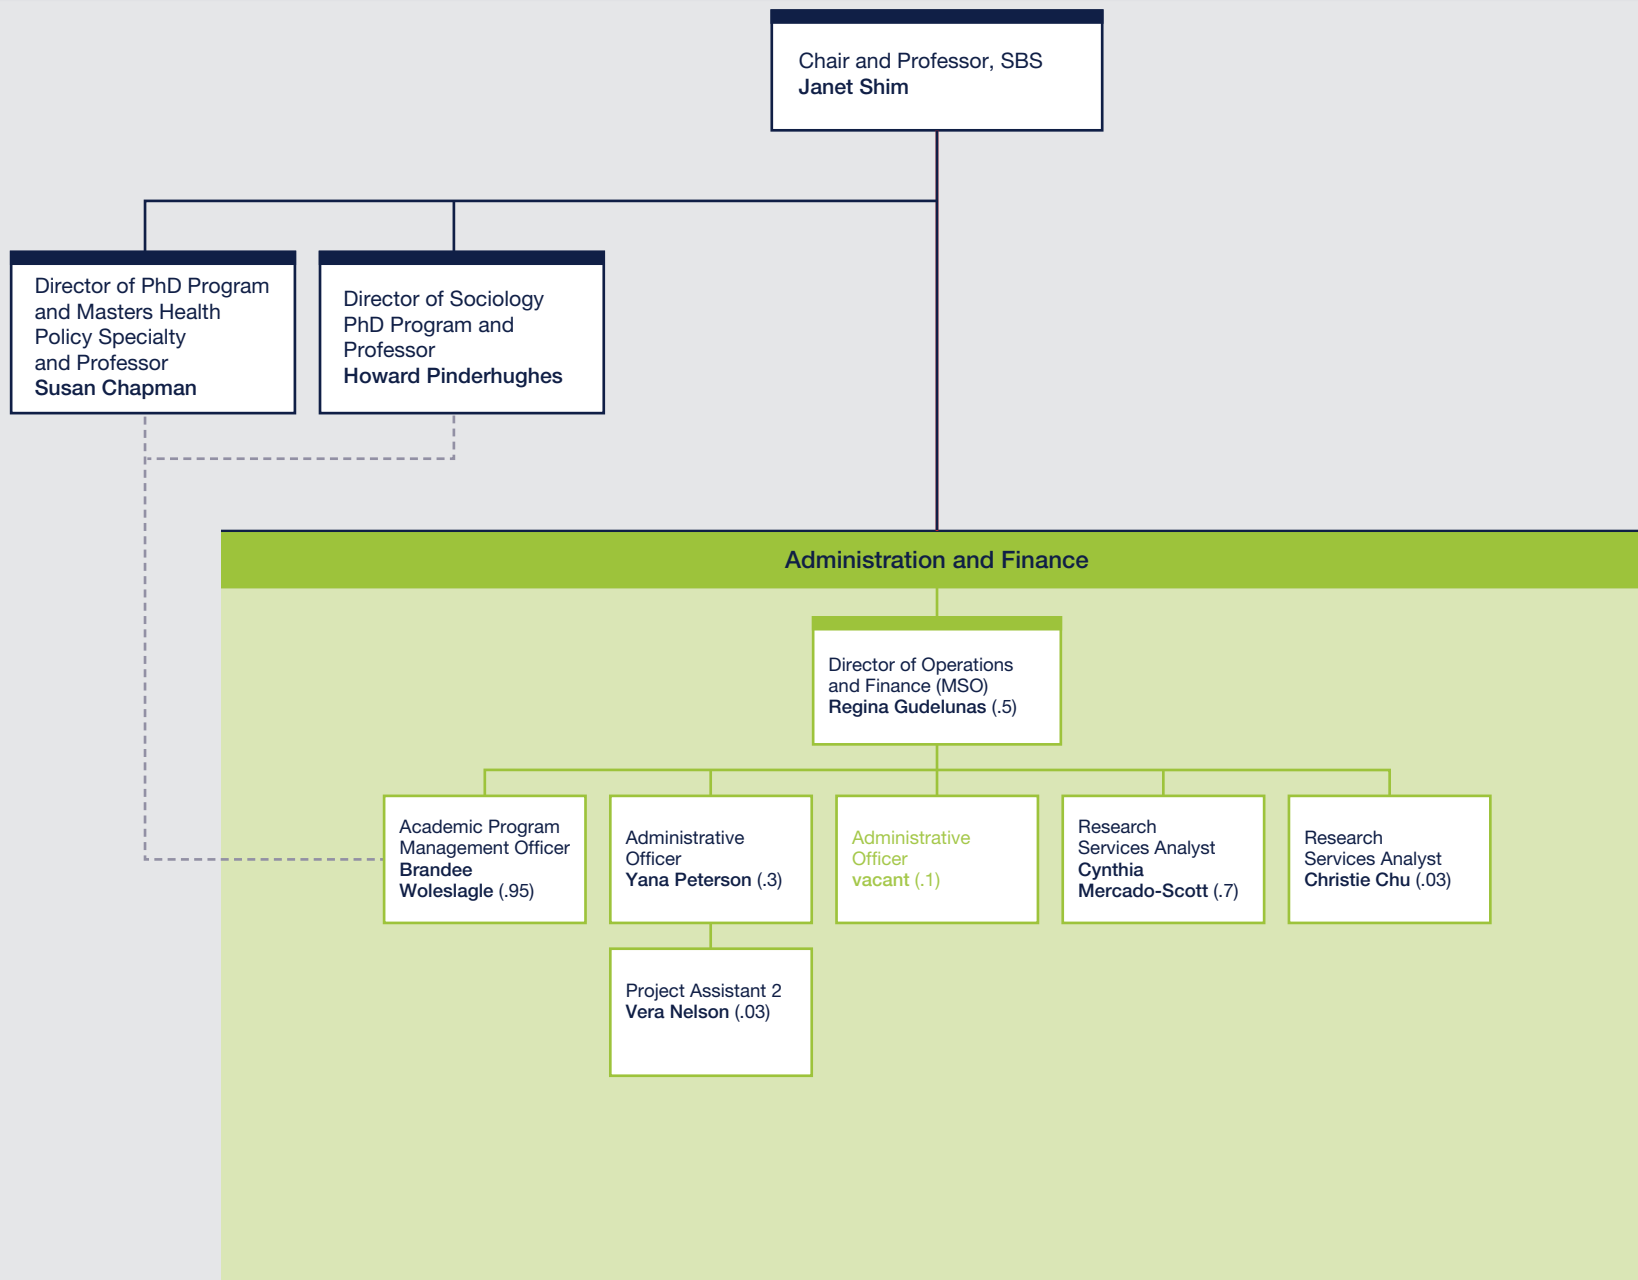 Chair and Professor, SBS
Janet Shim
Director of PhD Program
and Masters Health
Policy Specialty
and Professor
Susan Chapman
Director of Sociology
PhD Program and
Professor
Howard Pinderhughes
Administration and Finance
Director of Operations
and Finance (MSO)
Regina Gudelunas (.5)
Academic Program
Management Officer
Brandee
Woleslagle (.95)
Administrative
Officer
Yana Peterson (.3)
Administrative
Officer
vacant (.1)
Research
Services Analyst
Cynthia
Mercado-Scott (.7)
Research
Services Analyst
Christie Chu (.03)
Project Assistant 2
Vera Nelson (.03)